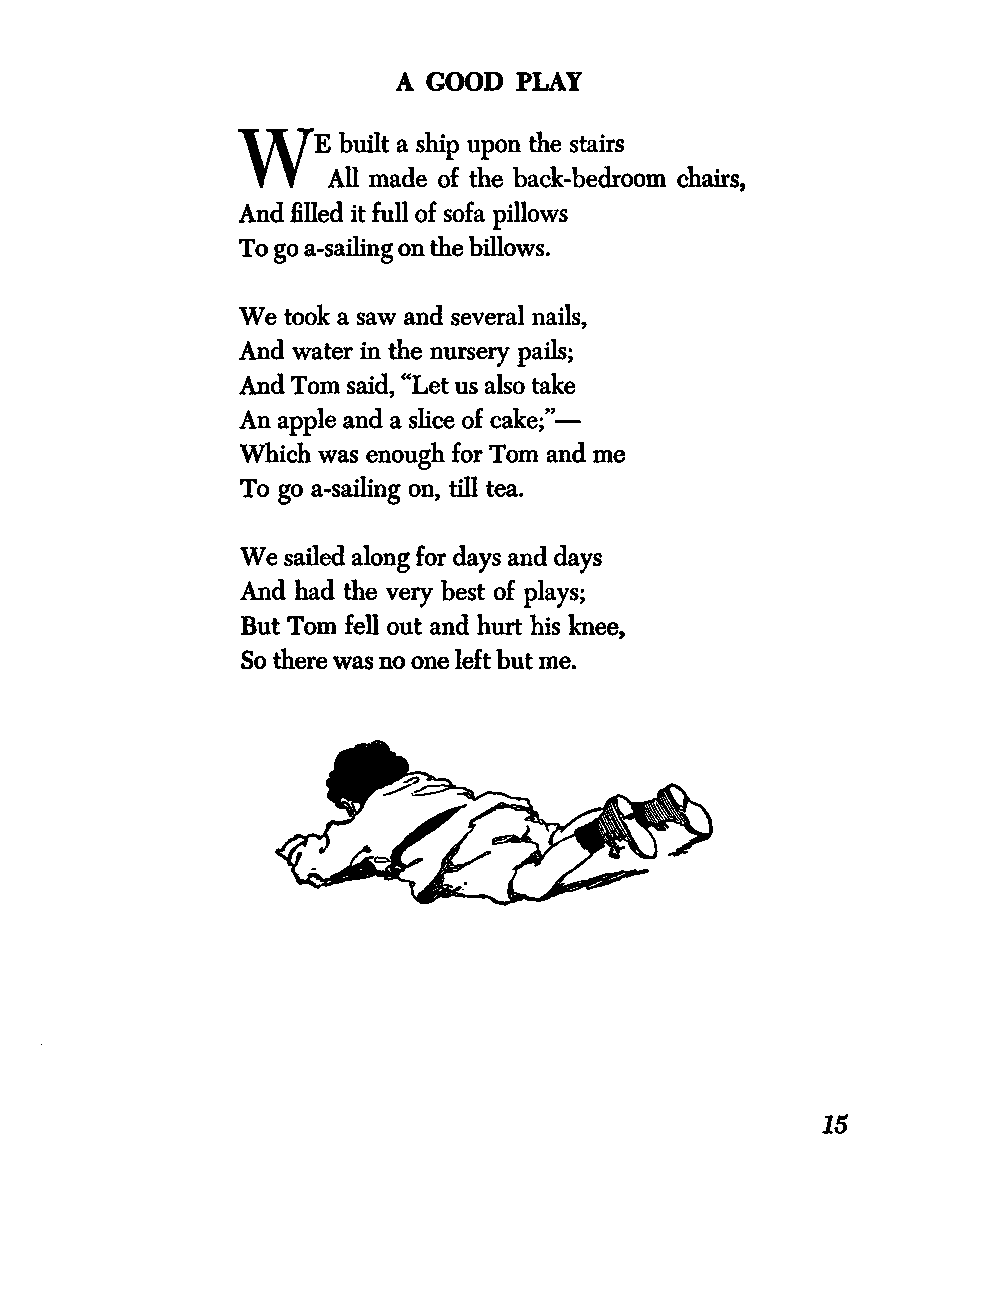 A GOOD PLAY
WE built a ship upon the stairs
All made of the back-bedroom chairs,
And filled it full of sofa pillows
To go a-sailing on the billows.
We took a saw and several nails,
And water in the nursery pails;
And Tom said, “Let us also take
An apple and a slice of cake;”—
Which was enough for Tom and me
To go a-sailing on, till tea.
We sailed along for days and days
And had the very best of plays;
But Tom fell out and hurt his knee,
So there was no one left but me.
15